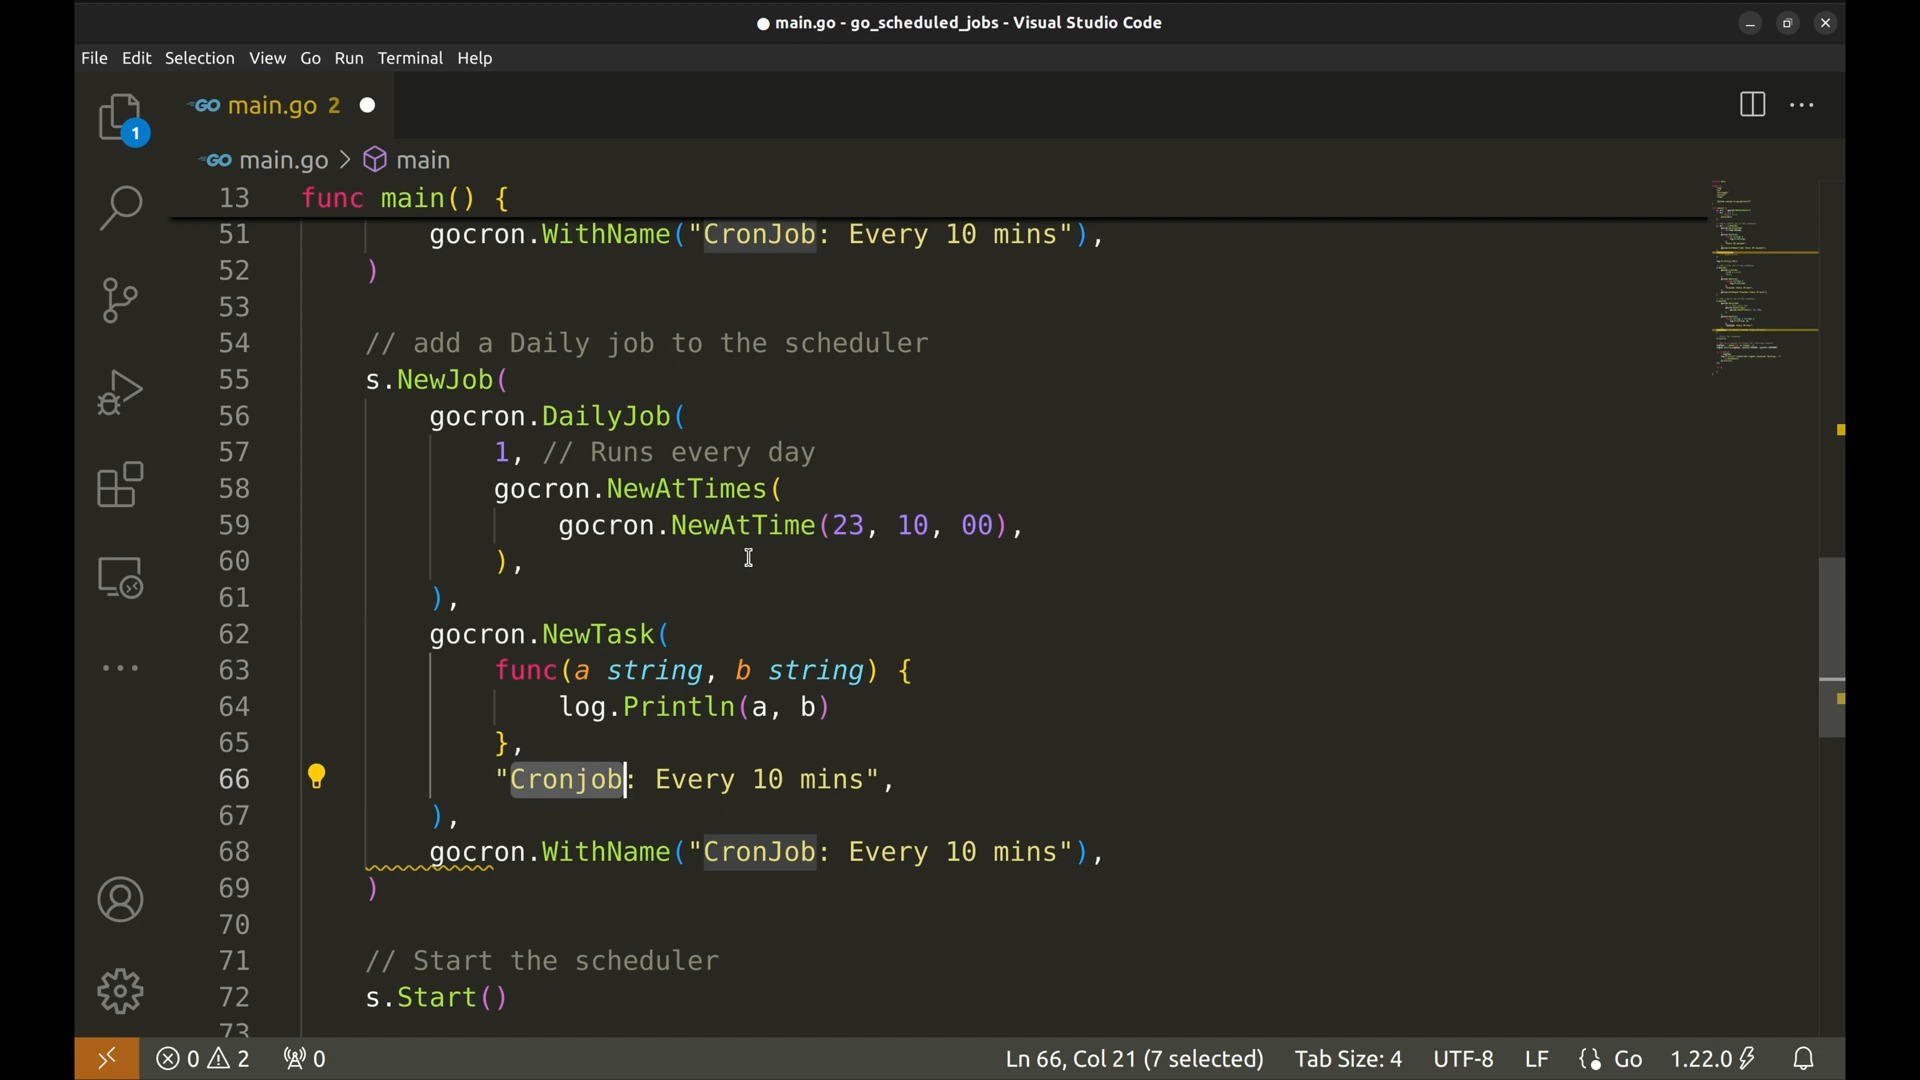 main.go - go_scheduled_jobs - Visual Studio Code
File Edit Selection View Go Run Terminal Help
GO main.go 2
1
GO main.go > main
13 func main() {
51 gocron.WithName("CronJob: Every 10 mins"),
52 )
53
54 // add a Daily job to the scheduler
55 s.NewJob(
56 gocron.DailyJob(
57 1, // Runs every day
58 gocron.NewAtTimes(
59 gocron.NewAtTime(23, 10, 00),
60 ),
61 ),
62 gocron.NewTask(
63 func(a string, b string) {
64 log.Println(a, b)
65 },
66 "Cronjob: Every 10 mins",
67 ),
68 gocron.WithName("CronJob: Every 10 mins"),
69 )
70
71 // Start the scheduler
72 s.Start()
73
0 2 0 Ln 66, Col 21 (7 selected) Tab Size: 4 UTF-8 LF Go 1.22.0